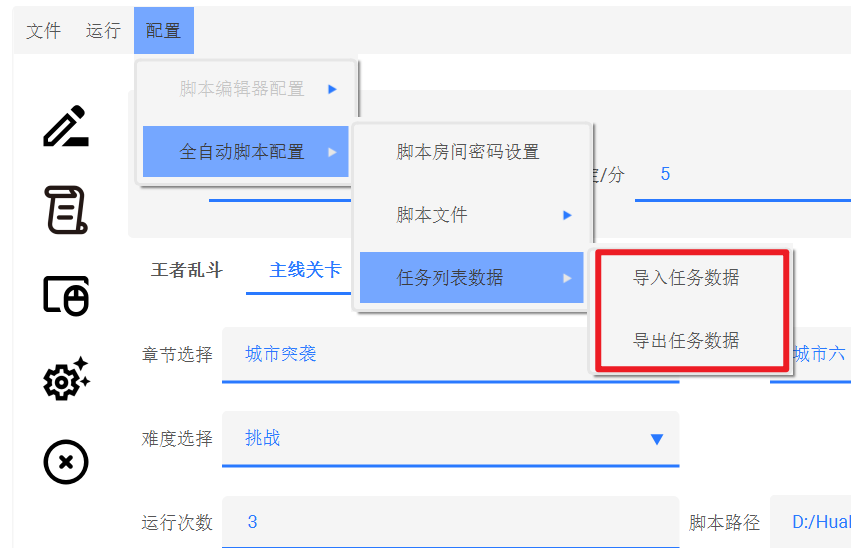 文件 运行 配置
脚本编辑器配置
全自动脚本配置 脚本房间密码设置
/分 5
脚本文件
王者乱斗 主线关卡 任务列表数据 导入任务数据
导出任务数据
章节选择 城市突袭 城市六
难度选择 挑战
运行次数 3 脚本路径 D:/Hual